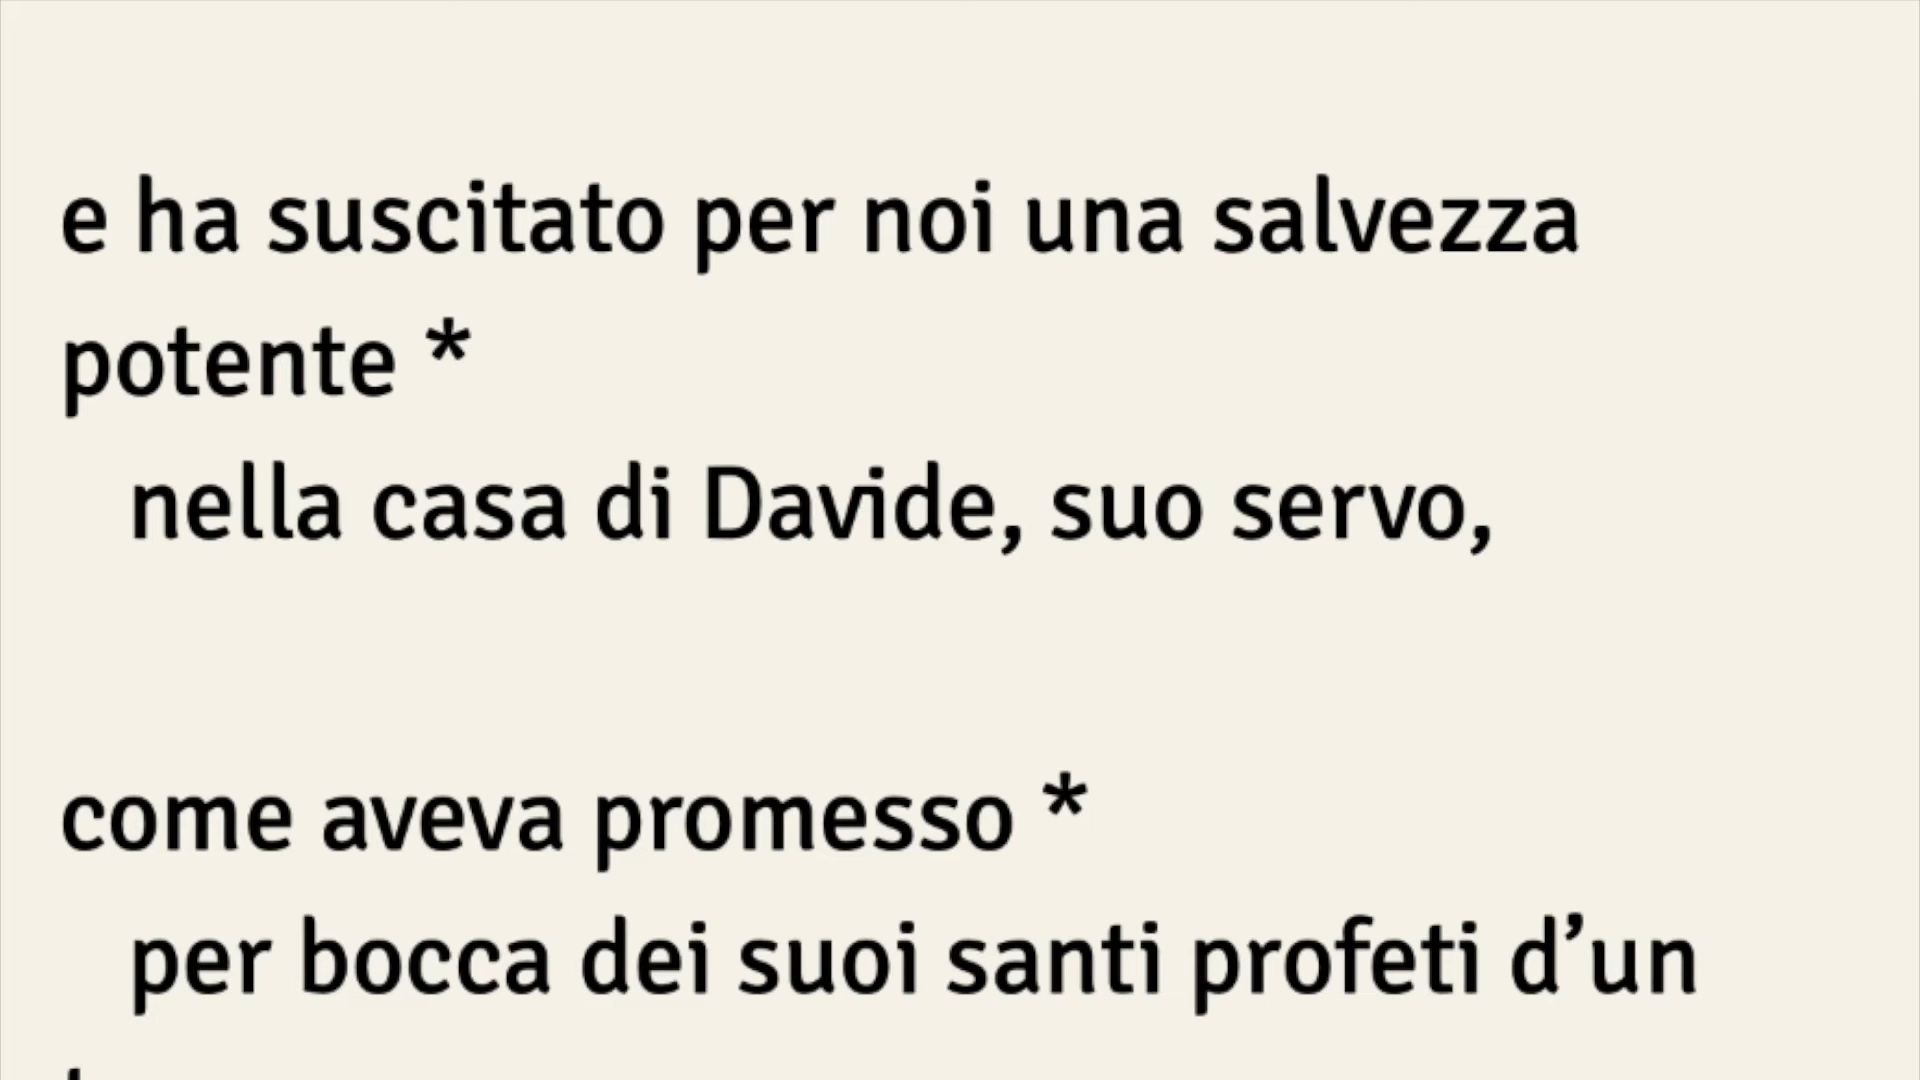 e ha suscitato per noi una salvezza
potente *
nella casa di Davide, suo servo,
come aveva promesso *
per bocca dei suoi santi profeti d’un